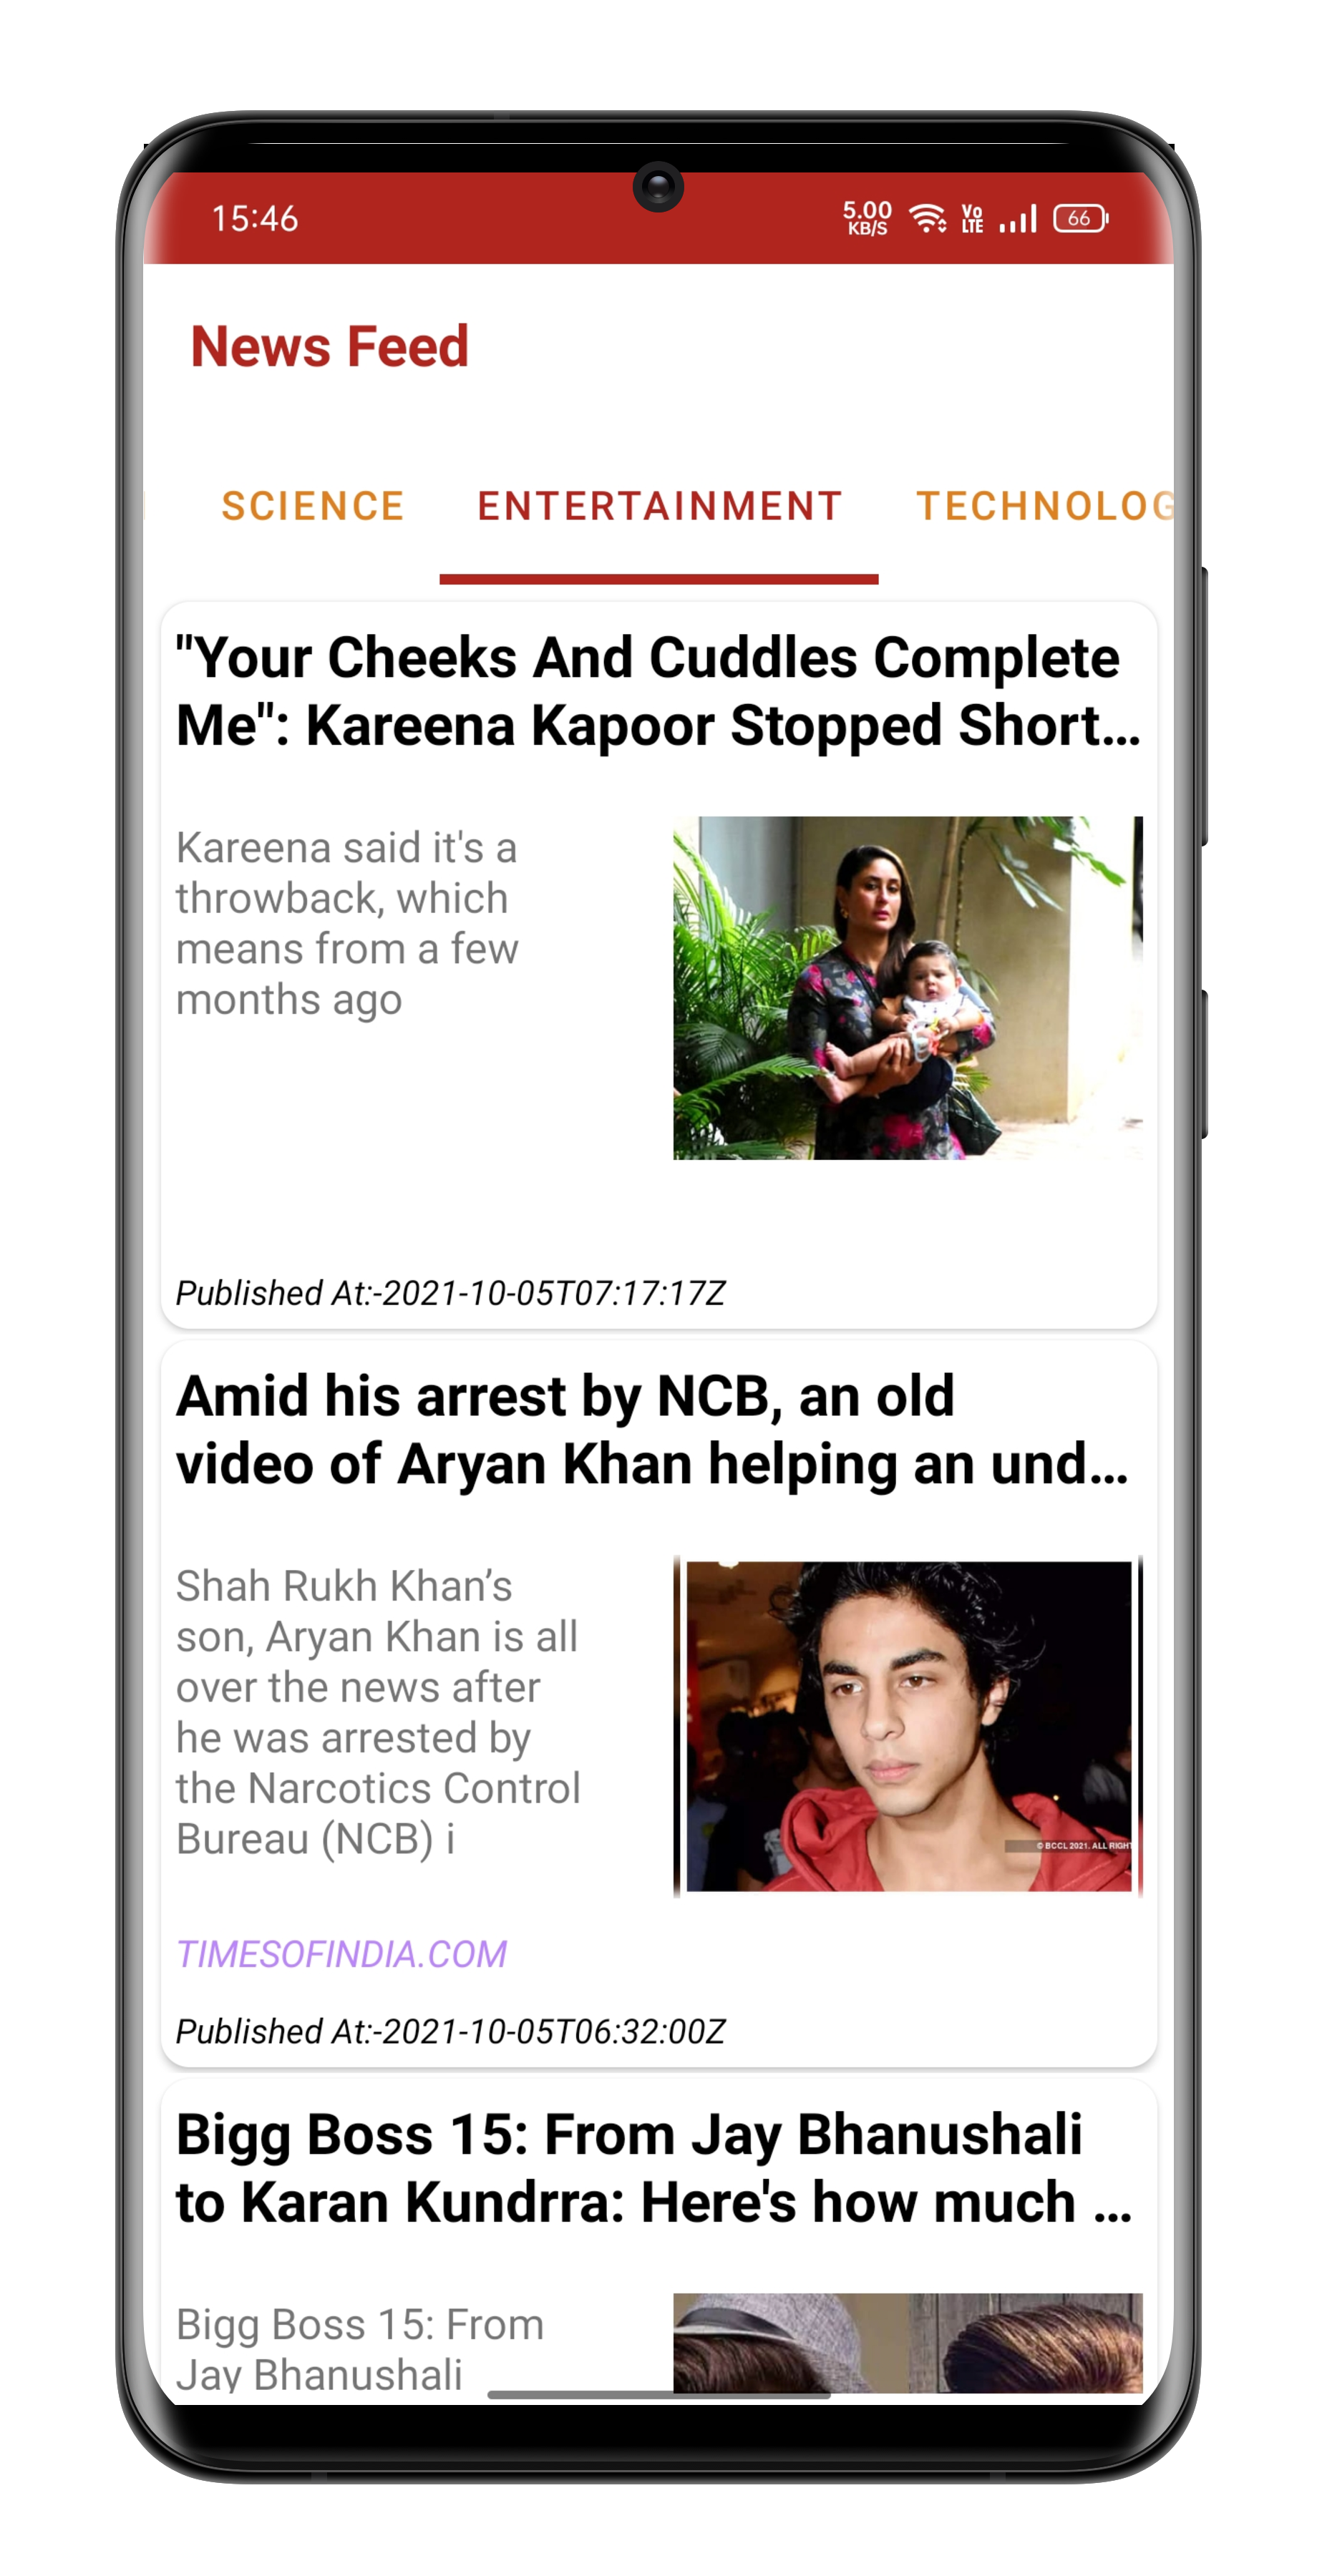 15:46
5.00
KB/S
Vo
LTE
66
News Feed
SCIENCE ENTERTAINMENT TECHNOLOG
"Your Cheeks And Cuddles Complete
Me": Kareena Kapoor Stopped Short...
Kareena said it's a
throwback, which
means from a few
months ago
Published At:-2021-10-05T07:17:17Z
Amid his arrest by NCB, an old
video of Aryan Khan helping an und...
Shah Rukh Khan’s
son, Aryan Khan is all
over the news after
he was arrested by
the Narcotics Control
Bureau (NCB) i
© BCCL 2021. ALL RIGHT
TIMESOFINDIA.COM
Published At:-2021-10-05T06:32:00Z
Bigg Boss 15: From Jay Bhanushali
to Karan Kundrra: Here's how much ...
Bigg Boss 15: From
Jay Bhanushali